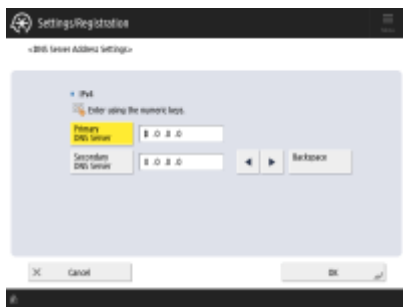 Settings/Registration
<DNS Server Address Settings>
IPv4
Enter using the numeric keys.
Primary
DNS Server
0 .0 .0 .0
Secondary
DNS Server
0 .0 .0 .0
Backspace
Cancel
OK